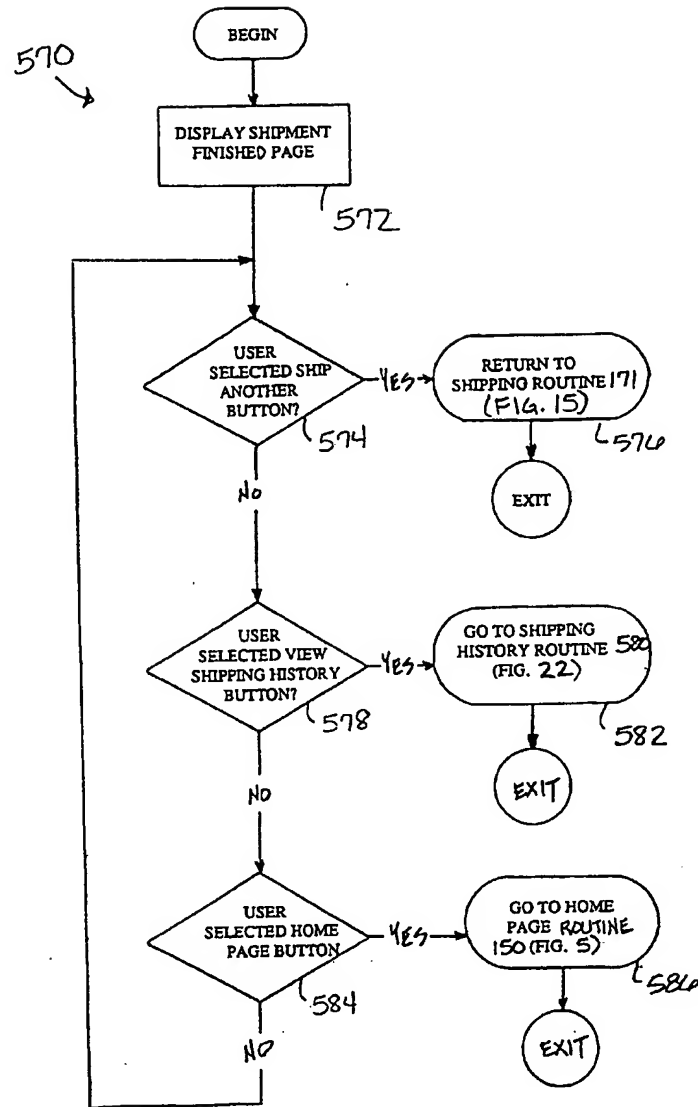 BEGIN
570
DISPLAY SHIPMENT
FINISHED PAGE
572
USER
SELECTED SHIP
ANOTHER
BUTTON?
574
YES
RETURN TO
SHIPPING ROUTINE 171
(FIG. 15)
576
EXIT
NO
USER
SELECTED VIEW
SHIPPING HISTORY
BUTTON?
578
YES
GO TO SHIPPING
HISTORY ROUTINE 580
(FIG. 22)
582
EXIT
NO
USER
SELECTED HOME
PAGE BUTTON
584
YES
GO TO HOME
PAGE ROUTINE
150 (FIG. 5)
586
EXIT
NO